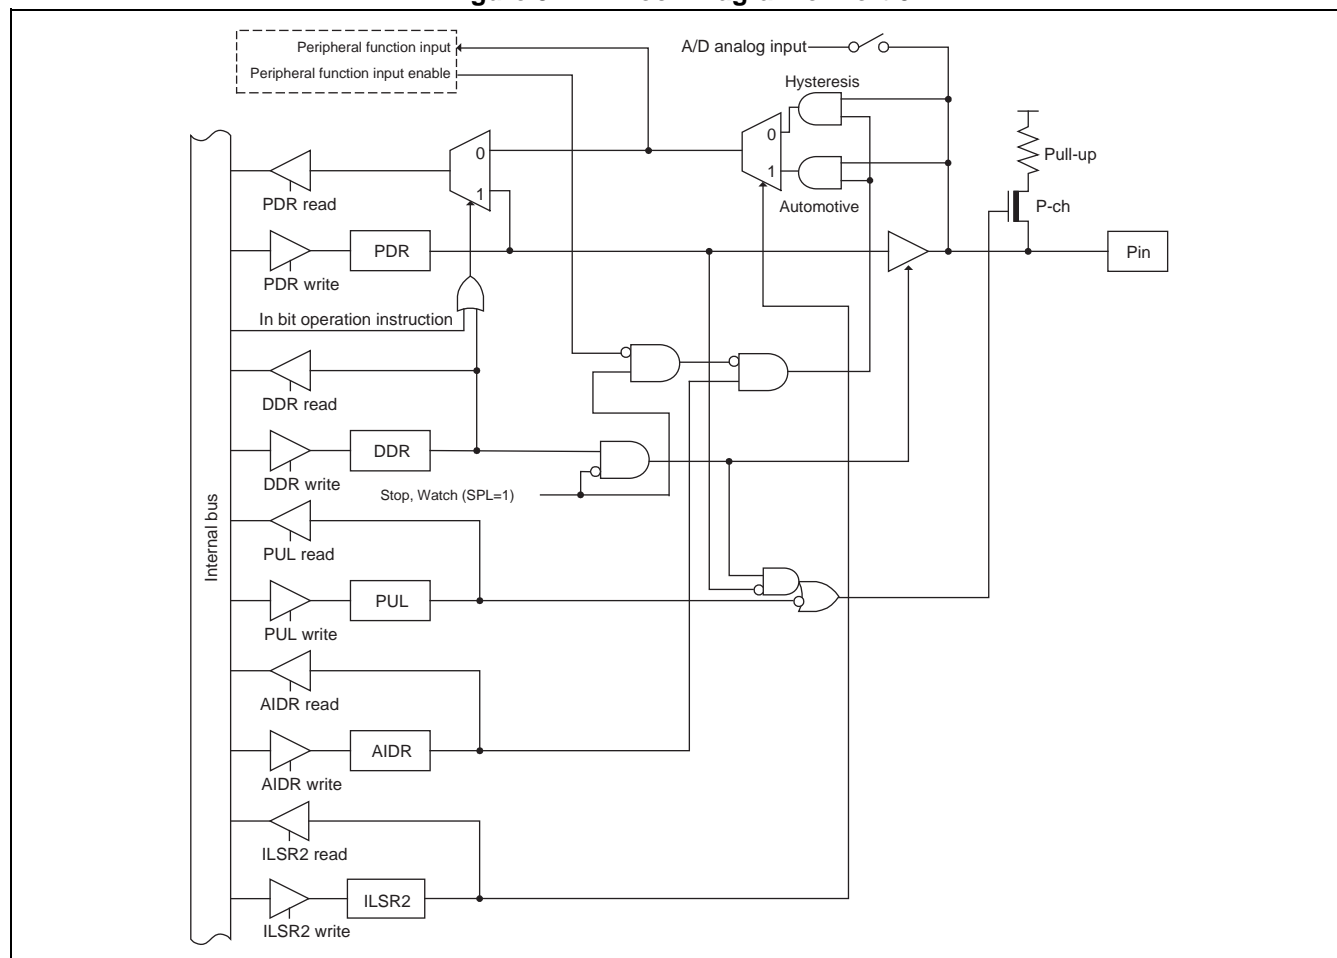 Peripheral function input
A/D analog input
Peripheral function input enable
Hysteresis
0
0
Pull-up
1
1
PDR read
Automotive
P-ch
PDR
Pin
PDR write
In bit operation instruction
DDR read
DDR
DDR write
Stop, Watch (SPL=1)
Internal bus
PUL read
PUL
PUL write
AIDR read
AIDR
AIDR write
ILSR2 read
ILSR2
ILSR2 write